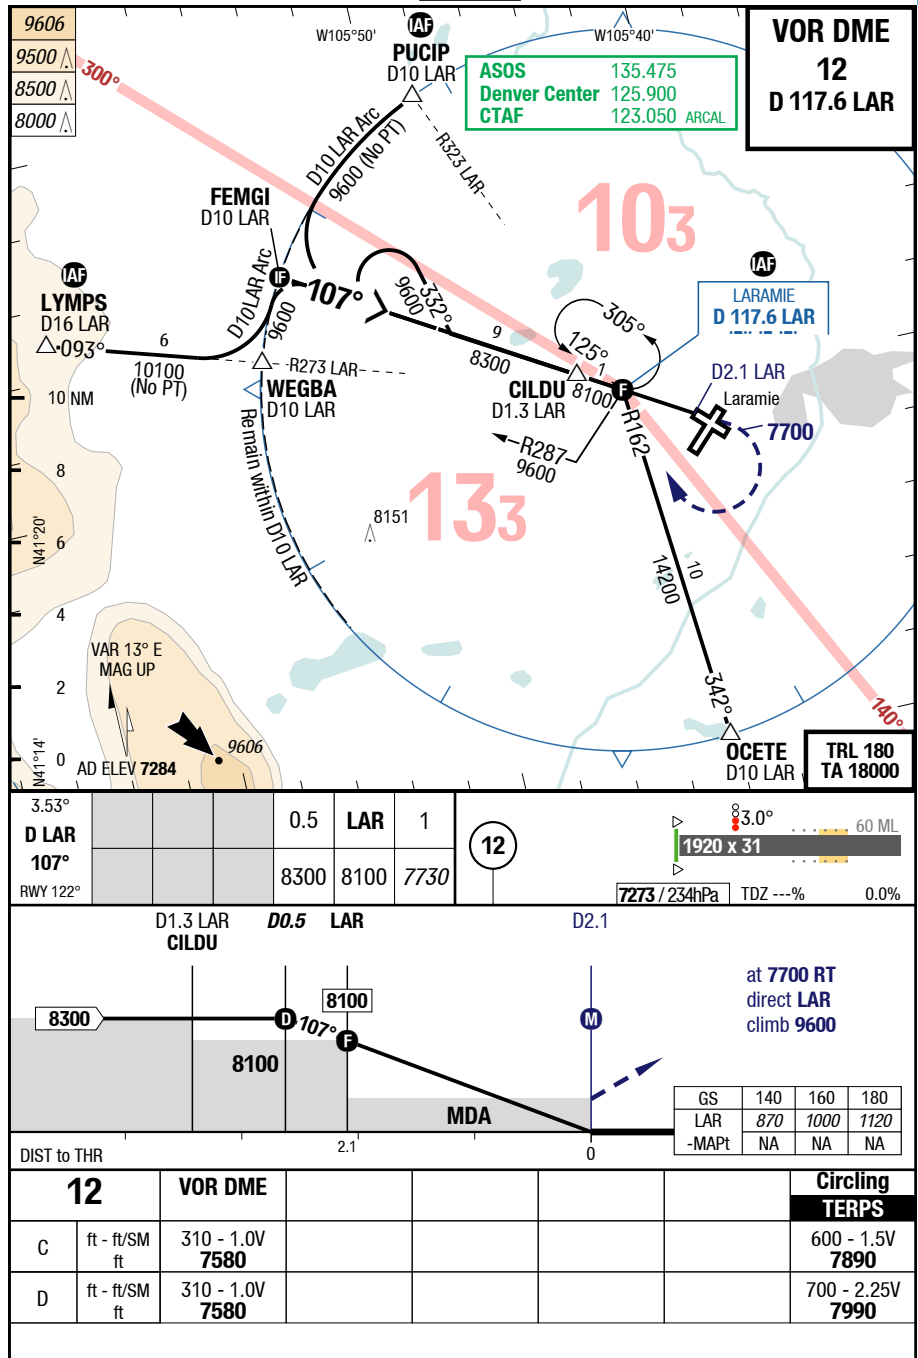 9606
9500
8500
8000
300°
IAF
PUCIP
D10 LAR
W105°50'
W105°40'
ASOS 135.475
Denver Center 125.900
CTAF 123.050 ARCAL
VOR DME
12
D 117.6 LAR
D10 LAR Arc
9600 (No PT)
R323 LAR
FEMGI
D10 LAR
103
IAF
LYMPS
D16 LAR
093°
6
10100
(No PT)
D10 LAR Arc
9600
IF
107°
332°
9600
9
8300
305°
125°
1
8100
IAF
LARAMIE
D 117.6 LAR
CILDU
D1.3 LAR
F
D2.1 LAR
Laramie
7700
R273 LAR
WEGBA
D10 LAR
R287
9600
R162
133
8151
Remain within D10 LAR
10
14200
342°
140°
OCETE
D10 LAR
TRL 180
TA 18000
10 NM
8
6
4
2
0
N41°20'
N41°14'
VAR 13° E
MAG UP
9606
AD ELEV 7284
3.53°
D LAR
107°
RWY 122°
0.5 LAR 1
8300 8100 7730
12
3.0°
60 ML
1920 x 31
7273 / 234hPa TDZ ---% 0.0%
D1.3 LAR
CILDU
D0.5
LAR
D2.1
8300
D
107°
8100
F
8100
M
MDA
at 7700 RT
direct LAR
climb 9600
GS 140 160 180
LAR 870 1000 1120
-MAPt NA NA NA
DIST to THR
2.1
0
12 VOR DME Circling
TERPS
C ft - ft/SM 310 - 1.0V 600 - 1.5V
ft 7580 7890
D ft - ft/SM 310 - 1.0V 700 - 2.25V
ft 7580 7990